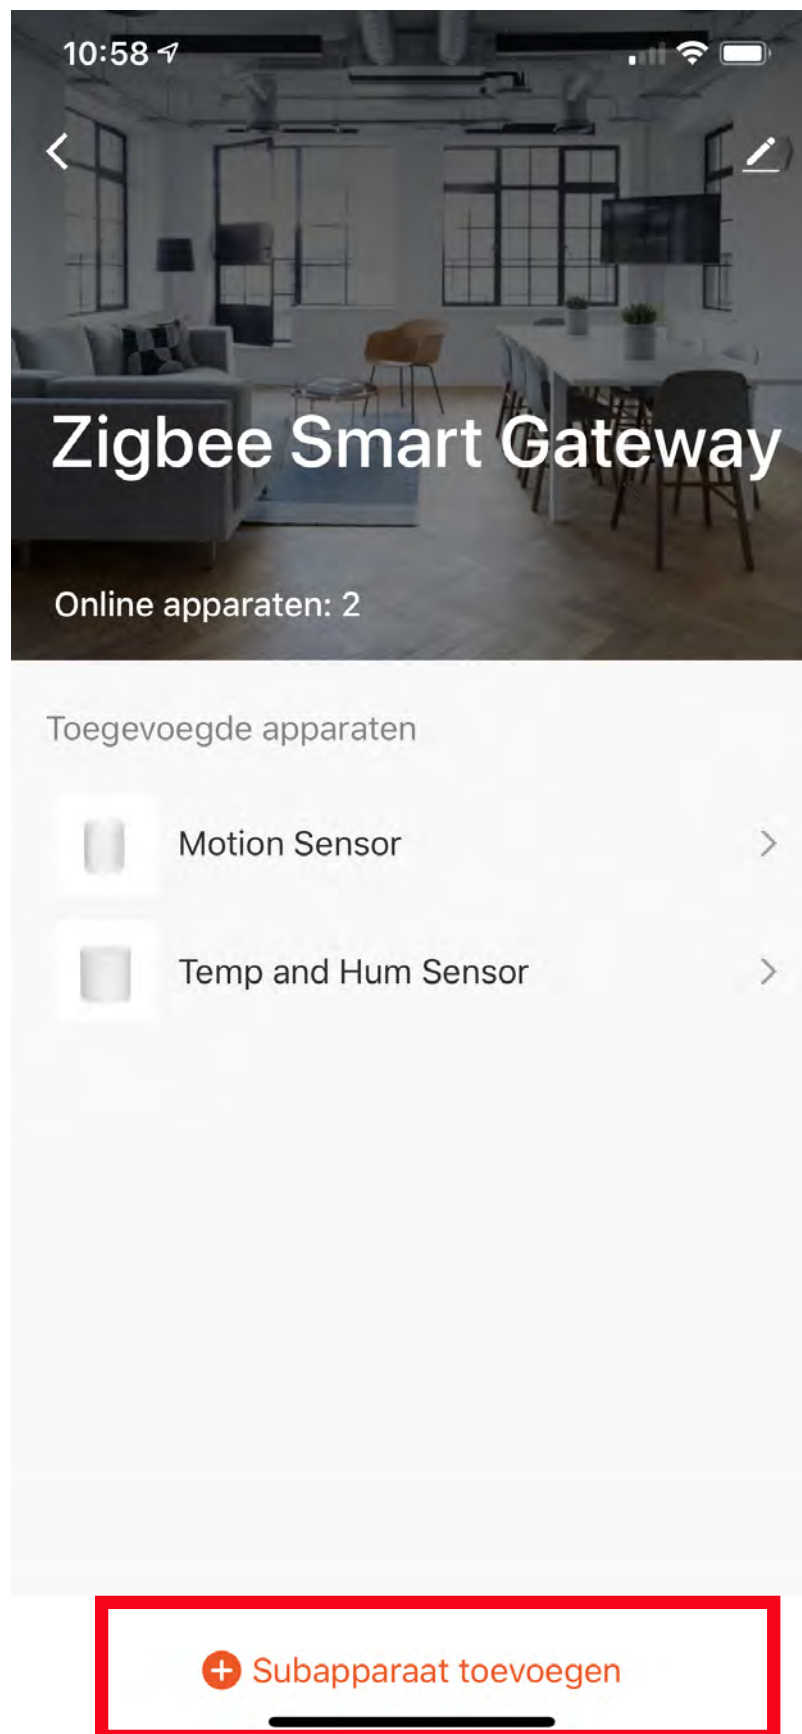 10:58
Zigbee Smart Gateway
Online apparaten: 2
Toegevoegde apparaten
Motion Sensor
Temp and Hum Sensor
Subapparaat toevoegen